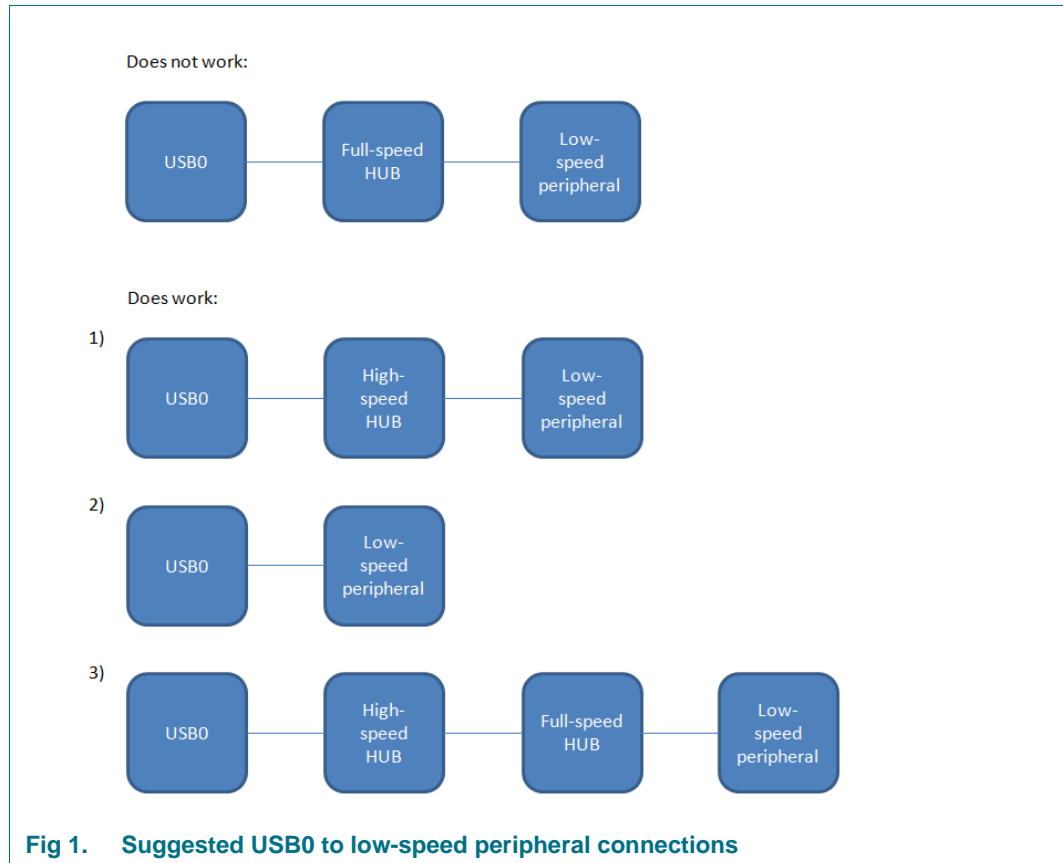 Does not work:
USB0
Full-speed
HUB
Low-
speed
peripheral
Does work:
1)
USB0
High-
speed
HUB
Low-
speed
peripheral
2)
USB0
Low-
speed
peripheral
3)
USB0
High-
speed
HUB
Full-speed
HUB
Low-
speed
peripheral
Fig 1. Suggested USB0 to low-speed peripheral connections